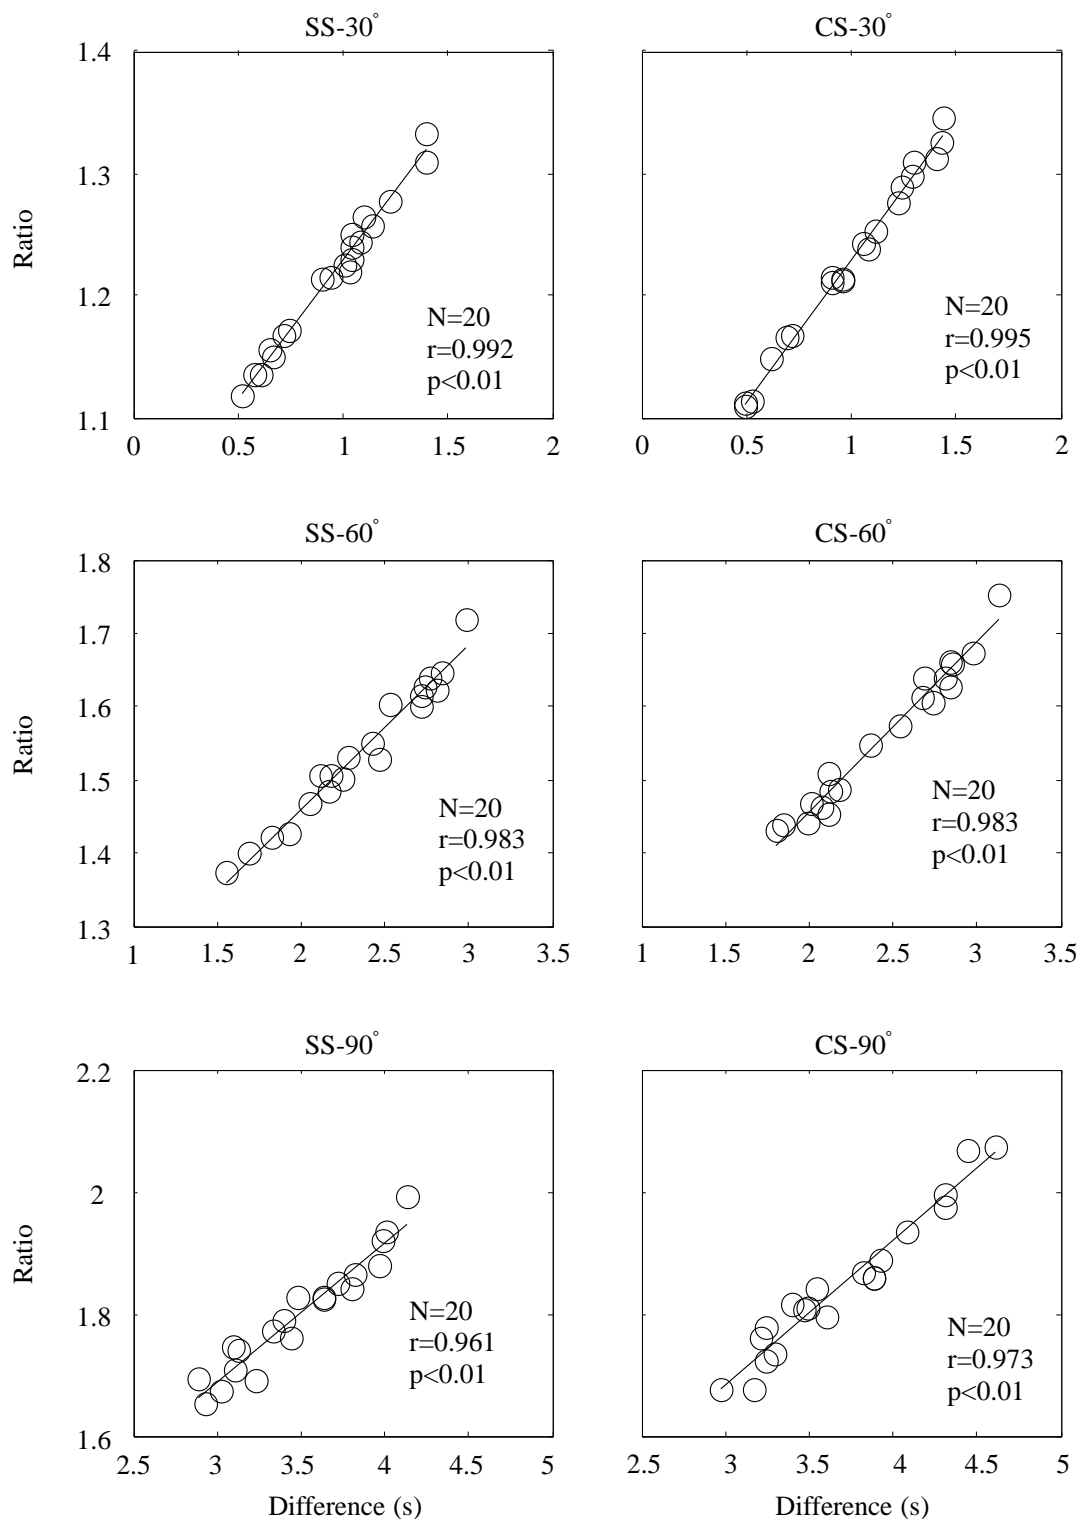 SS-30°
CS-30°
1.4
1.3
1.2
1.1
Ratio
N=20
r=0.992
p<0.01
N=20
r=0.995
p<0.01
0 0.5 1 1.5 2
0 0.5 1 1.5 2
SS-60°
CS-60°
1.8
1.7
1.6
1.5
1.4
1.3
Ratio
N=20
r=0.983
p<0.01
N=20
r=0.983
p<0.01
1 1.5 2 2.5 3 3.5
1 1.5 2 2.5 3 3.5
SS-90°
CS-90°
2.2
2
1.8
1.6
Ratio
N=20
r=0.961
p<0.01
N=20
r=0.973
p<0.01
2.5 3 3.5 4 4.5 5
2.5 3 3.5 4 4.5 5
Difference (s)
Difference (s)